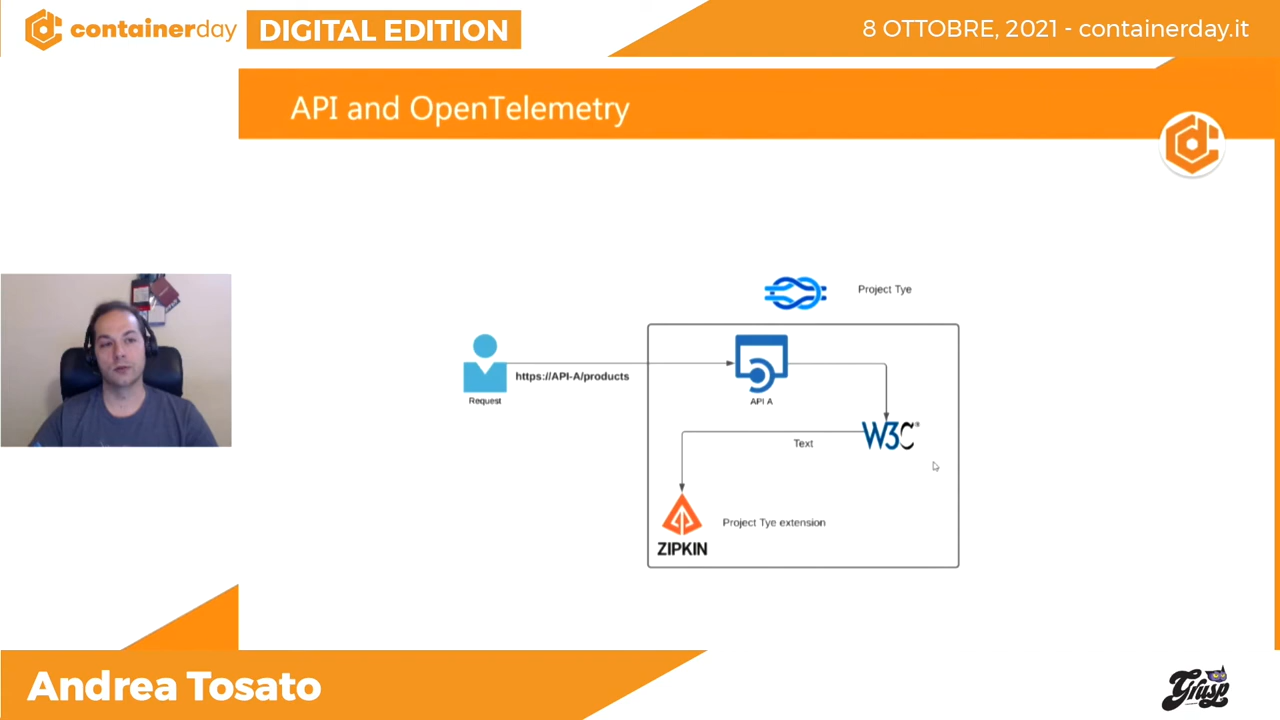 containerday
DIGITAL EDITION
8 OTTOBRE, 2021 - containerday.it
API and OpenTelemetry
Project Tye
https://API-A/products
Request
API A
W3C®
Text
Project Tye extension
ZIPKIN
Andrea Tosato
Grusp